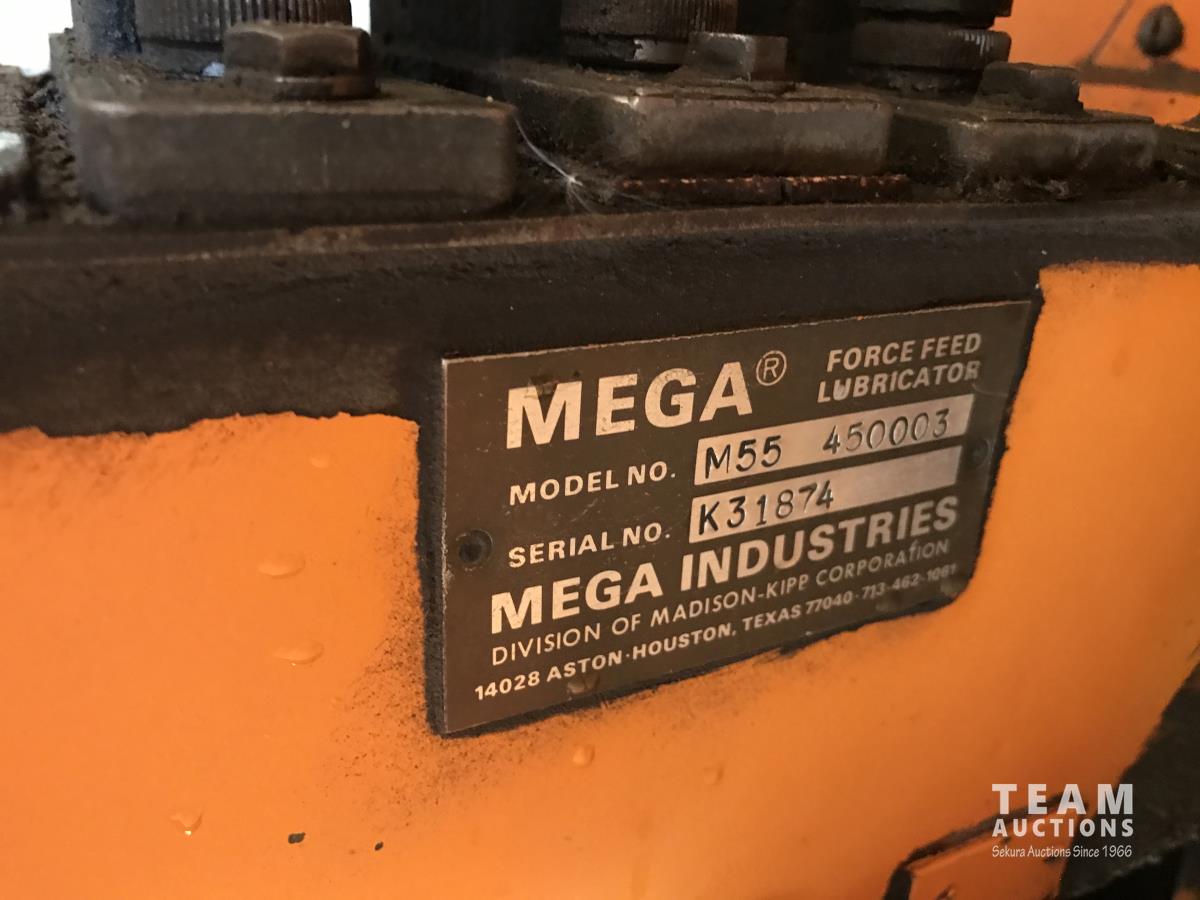 MEGA® FORCE FEED
LUBRICATOR
MODEL NO. M55 450003
SERIAL NO. K31874
MEGA INDUSTRIES
DIVISION OF MADISON-KIPP CORPORATION
14028 ASTON·HOUSTON, TEXAS 77040·713-462-1061
TEAM
AUCTIONS
Sekura Auctions Since 1966